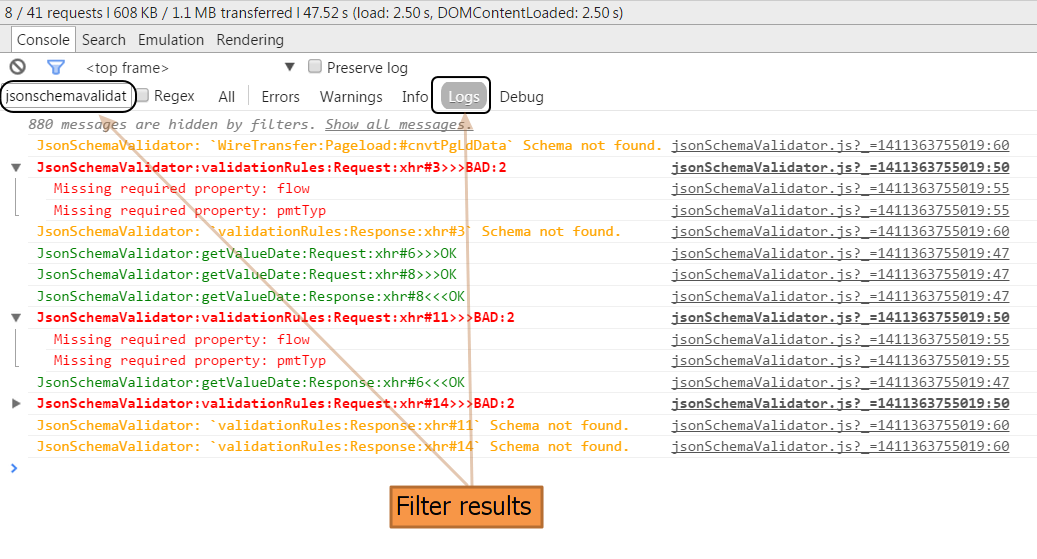 8 / 41 requests ı 608 KB / 1.1 MB transferred ı 47.52 s (load: 2.50 s, DOMContentLoaded: 2.50 s)
Console Search Emulation Rendering
<top frame> ▼ Preserve log
jsonschemavalidat Regex All Errors Warnings Info Logs Debug
880 messages are hidden by filters. Show all messages.
JsonSchemaValidator: `WireTransfer:Pageload:#cnvtPgLdData` Schema not found. jsonSchemaValidator.js?_=1411363755019:60
▼ JsonSchemaValidator:validationRules:Request:xhr#3>>>BAD:2 jsonSchemaValidator.js?_=1411363755019:50
Missing required property: flow jsonSchemaValidator.js?_=1411363755019:55
Missing required property: pmtTyp jsonSchemaValidator.js?_=1411363755019:55
JsonSchemaValidator: `validationRules:Response:xhr#3` Schema not found. jsonSchemaValidator.js?_=1411363755019:60
JsonSchemaValidator:getValueDate:Request:xhr#6>>>OK jsonSchemaValidator.js?_=1411363755019:47
JsonSchemaValidator:getValueDate:Request:xhr#8>>>OK jsonSchemaValidator.js?_=1411363755019:47
JsonSchemaValidator:getValueDate:Response:xhr#8<<<OK jsonSchemaValidator.js?_=1411363755019:47
▼ JsonSchemaValidator:validationRules:Request:xhr#11>>>BAD:2 jsonSchemaValidator.js?_=1411363755019:50
Missing required property: flow jsonSchemaValidator.js?_=1411363755019:55
Missing required property: pmtTyp jsonSchemaValidator.js?_=1411363755019:55
JsonSchemaValidator:getValueDate:Response:xhr#6<<<OK jsonSchemaValidator.js?_=1411363755019:47
▶ JsonSchemaValidator:validationRules:Request:xhr#14>>>BAD:2 jsonSchemaValidator.js?_=1411363755019:50
JsonSchemaValidator: `validationRules:Response:xhr#11` Schema not found. jsonSchemaValidator.js?_=1411363755019:60
JsonSchemaValidator: `validationRules:Response:xhr#14` Schema not found. jsonSchemaValidator.js?_=1411363755019:60
>
Filter results